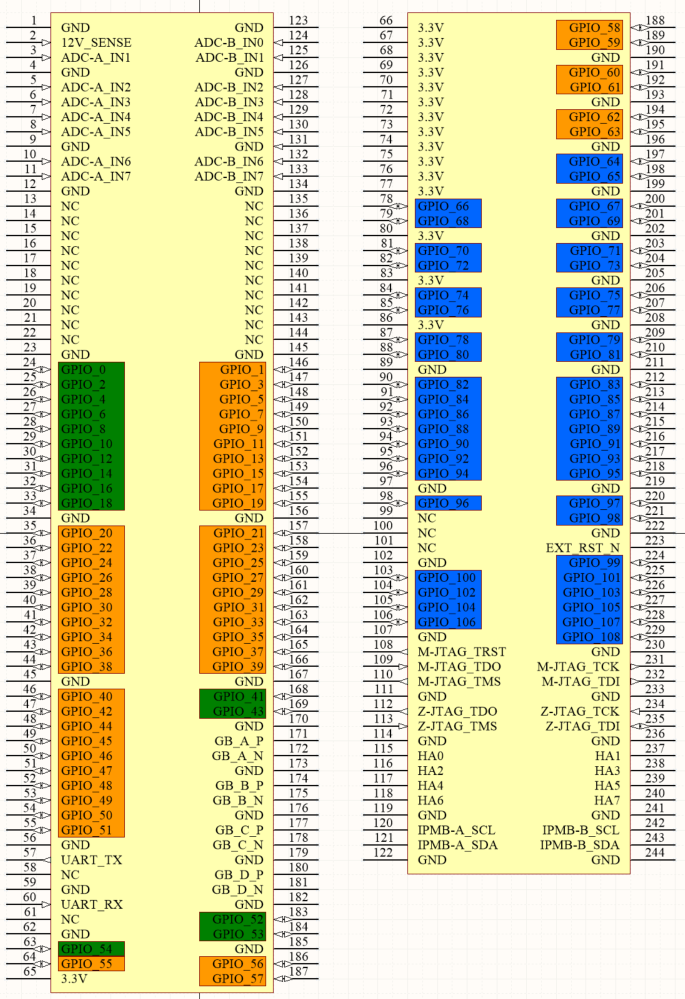 1 GND GND 123
2 12V_SENSE ADC-B_IN0 124
3 ADC-A_IN1 ADC-B_IN1 125
4 GND GND 126
5 ADC-A_IN2 ADC-B_IN2 127
6 ADC-A_IN3 ADC-B_IN3 128
7 ADC-A_IN4 ADC-B_IN4 129
8 ADC-A_IN5 ADC-B_IN5 130
9 GND GND 131
10 ADC-A_IN6 ADC-B_IN6 132
11 ADC-A_IN7 ADC-B_IN7 133
12 GND GND 134
13 NC NC 135
14 NC NC 136
15 NC NC 137
16 NC NC 138
17 NC NC 139
18 NC NC 140
19 NC NC 141
20 NC NC 142
21 NC NC 143
22 NC NC 144
23 GND GND 145
24 GPIO_0 GPIO_1 146
25 GPIO_2 GPIO_3 147
26 GPIO_4 GPIO_5 148
27 GPIO_6 GPIO_7 149
28 GPIO_8 GPIO_9 150
29 GPIO_10 GPIO_11 151
30 GPIO_12 GPIO_13 152
31 GPIO_14 GPIO_15 153
32 GPIO_16 GPIO_17 154
33 GPIO_18 GPIO_19 155
34 GND GND 156
35 GPIO_20 GPIO_21 157
36 GPIO_22 GPIO_23 158
37 GPIO_24 GPIO_25 159
38 GPIO_26 GPIO_27 160
39 GPIO_28 GPIO_29 161
40 GPIO_30 GPIO_31 162
41 GPIO_32 GPIO_33 163
42 GPIO_34 GPIO_35 164
43 GPIO_36 GPIO_37 165
44 GPIO_38 GPIO_39 166
45 GND GND 167
46 GPIO_40 GPIO_41 168
47 GPIO_42 GPIO_43 169
48 GPIO_44 GND 170
49 GPIO_45 GB_A_P 171
50 GPIO_46 GB_A_N 172
51 GPIO_47 GND 173
52 GPIO_48 GB_B_P 174
53 GPIO_49 GB_B_N 175
54 GPIO_50 GND 176
55 GPIO_51 GB_C_P 177
56 GND GB_C_N 178
57 UART_TX GND 179
58 NC GB_D_P 180
59 GND GB_D_N 181
60 UART_RX GND 182
61 NC GPIO_52 183
62 GND GPIO_53 184
63 GPIO_54 GND 185
64 GPIO_55 GPIO_56 186
65 3.3V GPIO_57 187
66 3.3V GPIO_58 188
67 3.3V GPIO_59 189
68 3.3V GND 190
69 3.3V GPIO_60 191
70 3.3V GPIO_61 192
71 3.3V GND 193
72 3.3V GPIO_62 194
73 3.3V GPIO_63 195
74 3.3V GND 196
75 3.3V GPIO_64 197
76 3.3V GPIO_65 198
77 3.3V GND 199
78 GPIO_66 GPIO_67 200
79 GPIO_68 GPIO_69 201
80 3.3V GND 202
81 GPIO_70 GPIO_71 203
82 GPIO_72 GPIO_73 204
83 3.3V GND 205
84 GPIO_74 GPIO_75 206
85 GPIO_76 GPIO_77 207
86 3.3V GND 208
87 GPIO_78 GPIO_79 209
88 GPIO_80 GPIO_81 210
89 GND GND 211
90 GPIO_82 GPIO_83 212
91 GPIO_84 GPIO_85 213
92 GPIO_86 GPIO_87 214
93 GPIO_88 GPIO_89 215
94 GPIO_90 GPIO_91 216
95 GPIO_92 GPIO_93 217
96 GPIO_94 GPIO_95 218
97 GND GND 219
98 GPIO_96 GPIO_97 220
99 NC GPIO_98 221
100 NC GND 222
101 NC EXT_RST_N 223
102 GND GPIO_99 224
103 GPIO_100 GPIO_101 225
104 GPIO_102 GPIO_103 226
105 GPIO_104 GPIO_105 227
106 GPIO_106 GPIO_107 228
107 GND GPIO_108 229
108 M-JTAG_TRST GND 230
109 M-JTAG_TDO M-JTAG_TCK 231
110 M-JTAG_TMS M-JTAG_TDI 232
111 GND GND 233
112 Z-JTAG_TDO Z-JTAG_TCK 234
113 Z-JTAG_TMS Z-JTAG_TDI 235
114 GND GND 236
115 HA0 HA1 237
116 HA2 HA3 238
117 HA4 HA5 239
118 HA6 HA7 240
119 GND GND 241
120 IPMB-A_SCL IPMB-B_SCL 242
121 IPMB-A_SDA IPMB-B_SDA 243
122 GND GND 244